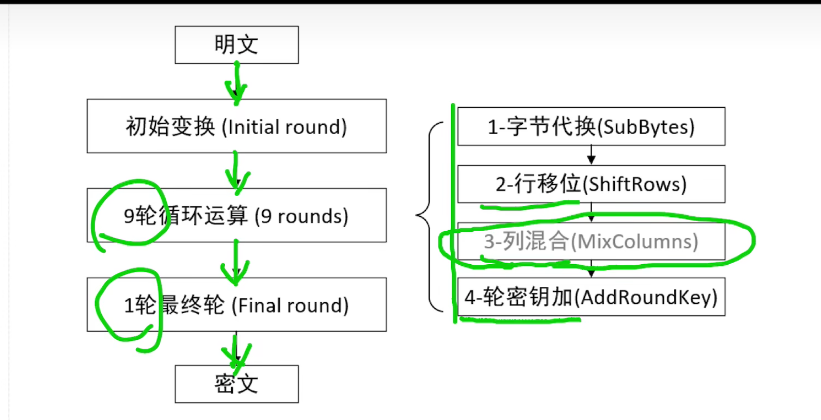 明文
初始变换 (Initial round)
9轮循环运算 (9 rounds)
1轮最终轮 (Final round)
密文
1-字节代换(SubBytes)
2-行移位(ShiftRows)
3-列混合(MixColumns)
4-轮密钥加(AddRoundKey)